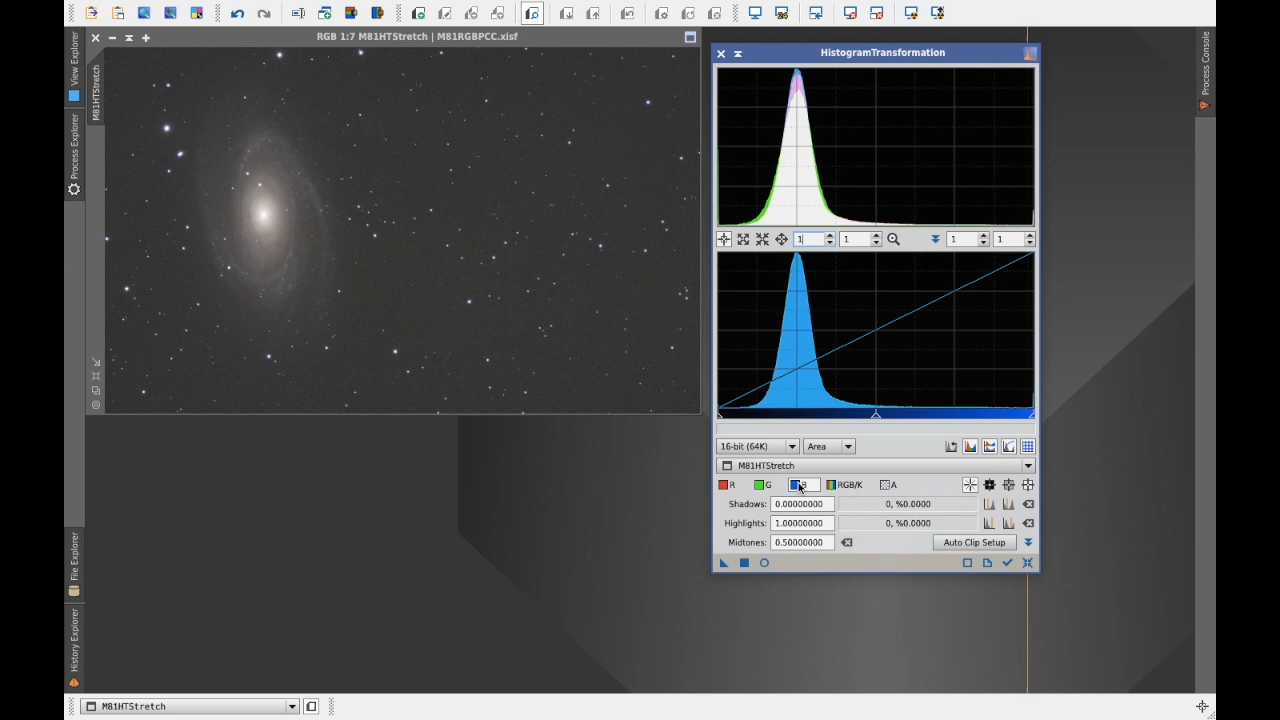 RGB 1:7 M81HTStretch | M81RGBPCC.xisf
HistogramTransformation
View Explorer
Process Explorer
File Explorer
History Explorer
M81HTStretch
Process Console
1 1 1 1
16-bit (64K) Area
M81HTStretch
R G B RGB/K A
Shadows: 0.00000000 0, %0.0000
Highlights: 1.00000000 0, %0.0000
Midtones: 0.50000000 Auto Clip Setup
M81HTStretch